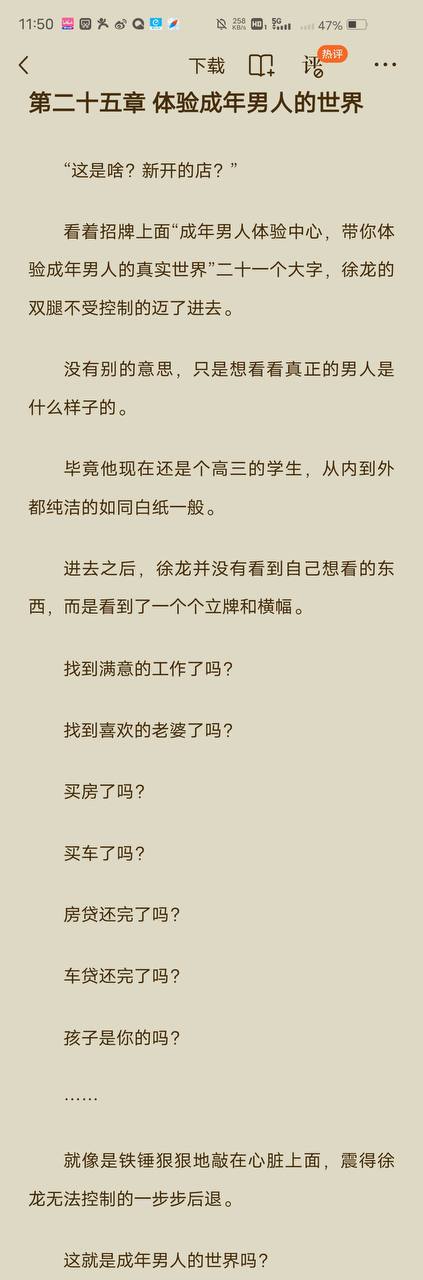 11:50
258
KB/s
HD 1
5G
47%
下载
评
热评
第二十五章 体验成年男人的世界
“这是啥？新开的店？”
看着招牌上面“成年男人体验中心，带你体
验成年男人的真实世界”二十一个大字，徐龙的
双腿不受控制的迈了进去。
没有别的意思，只是想看看真正的男人是
什么样子的。
毕竟他现在还是个高三的学生，从内到外
都纯洁的如同白纸一般。
进去之后，徐龙并没有看到自己想看的东
西，而是看到了一个个立牌和横幅。
找到满意的工作了吗？
找到喜欢的老婆了吗？
买房了吗？
买车了吗？
房贷还完了吗？
车贷还完了吗？
孩子是你的吗？
……
就像是铁锤狠狠地敲在心脏上面，震得徐
龙无法控制的一步步后退。
这就是成年男人的世界吗？